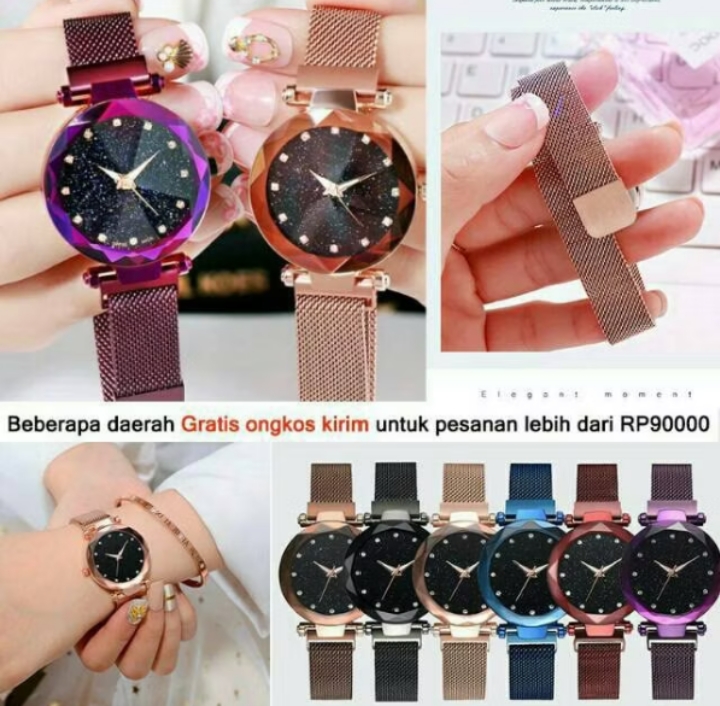 Elegant moment
Beberapa daerah Gratis ongkos kirim untuk pesanan lebih dari RP90000